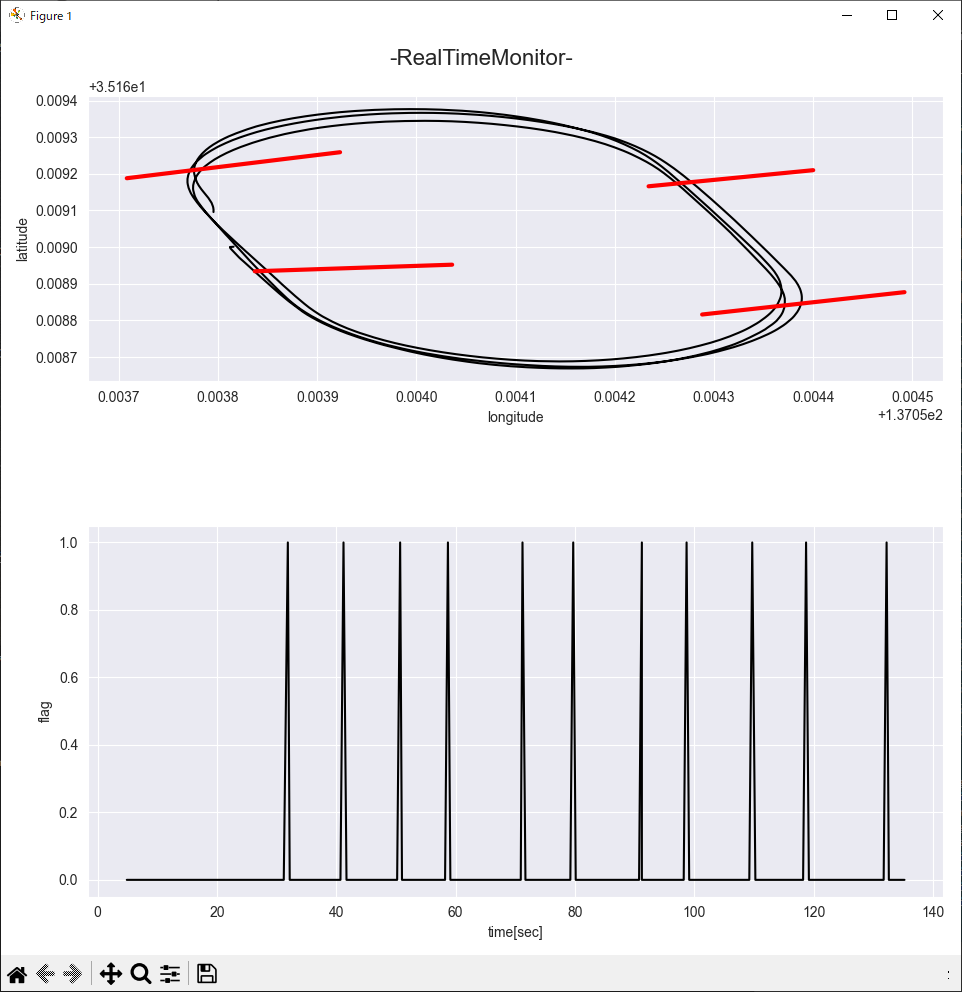 Figure 1
-RealTimeMonitor-
+3.516e1
0.0094
0.0093
0.0092
0.0091
0.0090
0.0089
0.0088
0.0087
latitude
0.0037 0.0038 0.0039 0.0040 0.0041 0.0042 0.0043 0.0044 0.0045
longitude
+1.3705e2
1.0
0.8
0.6
0.4
0.2
0.0
flag
0 20 40 60 80 100 120 140
time[sec]